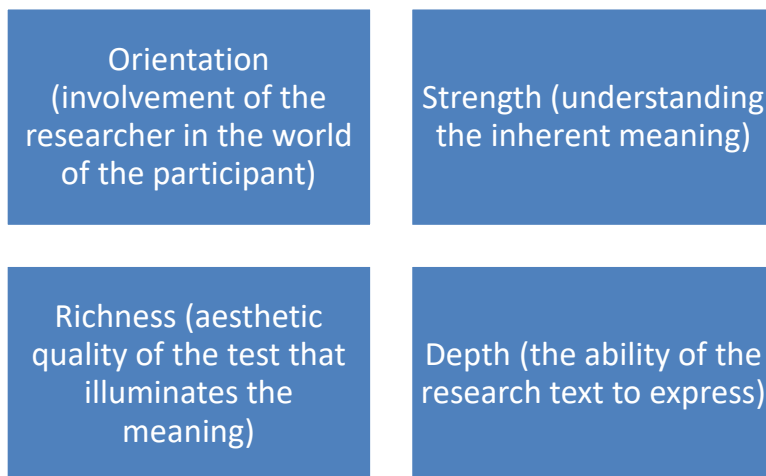 Orientation
(involvement of the
researcher in the world
of the participant)
Strength (understanding
the inherent meaning)
Richness (aesthetic
quality of the test that
illuminates the
meaning)
Depth (the ability of the
research text to express)